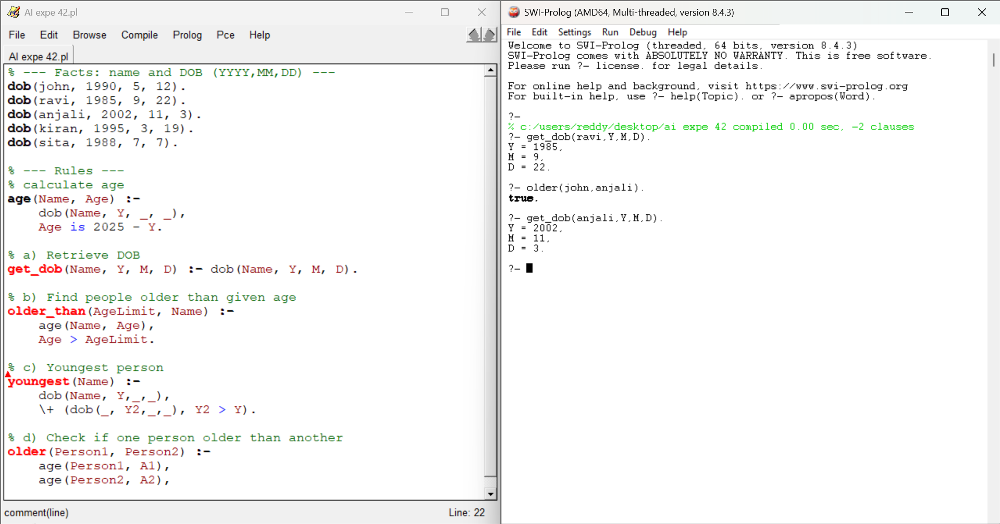 AI expe 42.pl
File Edit Browse Compile Prolog Pce Help
AI expe 42.pl
% --- Facts: name and DOB (YYYY,MM,DD) ---
dob(john, 1990, 5, 12).
dob(ravi, 1985, 9, 22).
dob(anjali, 2002, 11, 3).
dob(kiran, 1995, 3, 19).
dob(sita, 1988, 7, 7).
% --- Rules ---
% calculate age
age(Name, Age) :-
dob(Name, Y, _, _),
Age is 2025 - Y.
% a) Retrieve DOB
get_dob(Name, Y, M, D) :- dob(Name, Y, M, D).
% b) Find people older than given age
older_than(AgeLimit, Name) :-
age(Name, Age),
Age > AgeLimit.
% c) Youngest person
youngest(Name) :-
dob(Name, Y,_,_),
\+ (dob(_, Y2,_,_), Y2 > Y).
% d) Check if one person older than another
older(Person1, Person2) :-
age(Person1, A1),
age(Person2, A2),
comment(line)
Line: 22
SWI-Prolog (AMD64, Multi-threaded, version 8.4.3)
File Edit Settings Run Debug Help
Welcome to SWI-Prolog (threaded, 64 bits, version 8.4.3)
SWI-Prolog comes with ABSOLUTELY NO WARRANTY. This is free software.
Please run ?- license. for legal details.
For online help and background, visit https://www.swi-prolog.org
For built-in help, use ?- help(Topic). or ?- apropos(Word).
?-
% c:/users/reddy/desktop/ai expe 42 compiled 0.00 sec, -2 clauses
?- get_dob(ravi,Y,M,D).
Y = 1985,
M = 9,
D = 22.
?- older(john,anjali).
true.
?- get_dob(anjali,Y,M,D).
Y = 2002,
M = 11,
D = 3.
?-